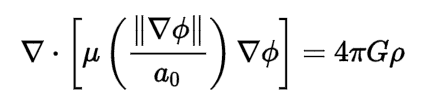 ∇ · [ μ ( ‖∇ϕ‖ / a₀ ) ∇ϕ ] = 4πGρ